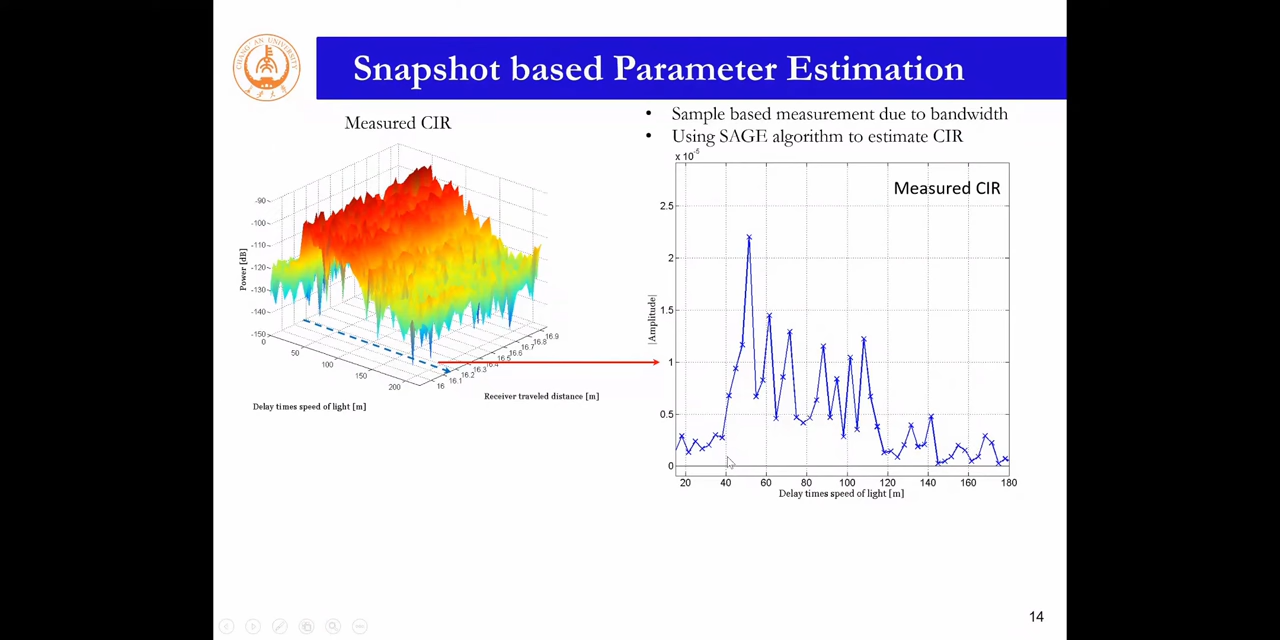 CHANG'AN UNIVERSITY
Snapshot based Parameter Estimation
Measured CIR
• Sample based measurement due to bandwidth
• Using SAGE algorithm to estimate CIR
-90
-100
-110
-120
-130
-140
-150
Power [dB]
0
50
100
150
200
Delay times speed of light [m]
16
16.1
16.2
16.3
16.4
16.5
16.6
16.7
16.8
16.9
Receiver traveled distance [m]
x 10⁻⁵
Measured CIR
2.5
2
1.5
1
0.5
0
|Amplitude|
20 40 60 80 100 120 140 160 180
Delay times speed of light [m]
14